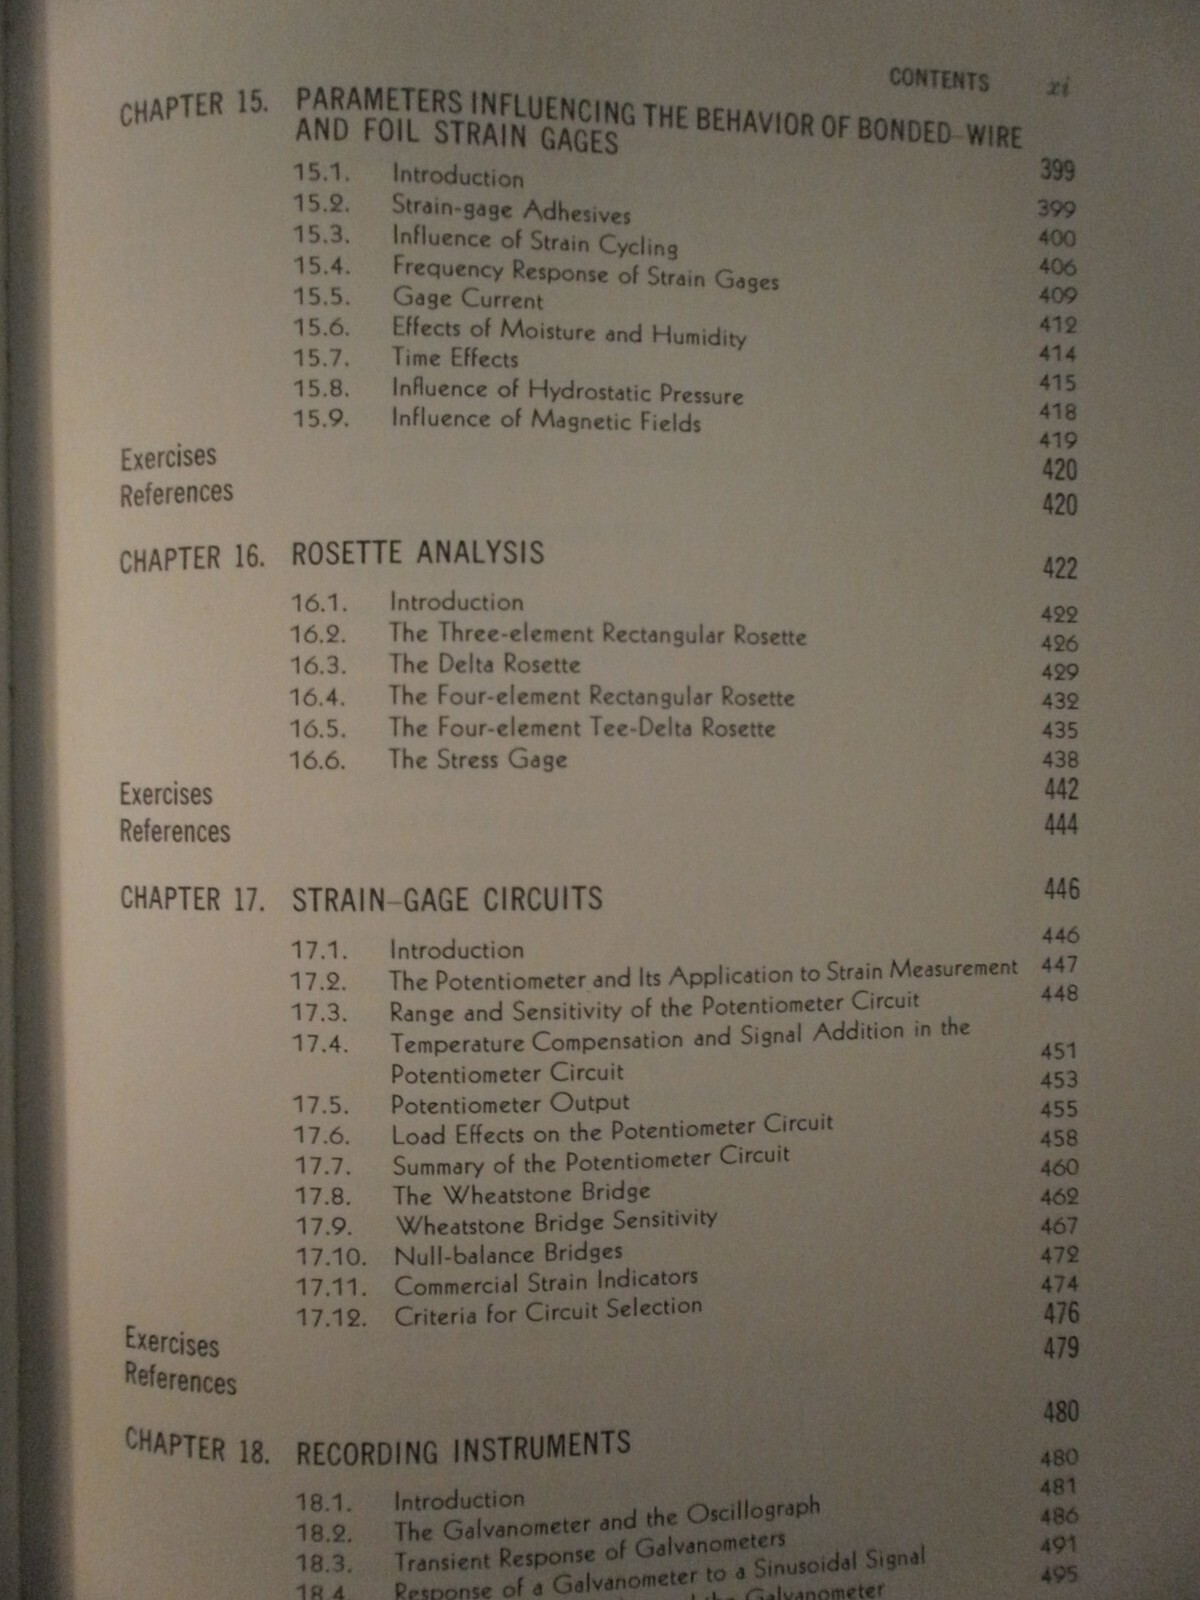 CONTENTS xi
CHAPTER 15. PARAMETERS INFLUENCING THE BEHAVIOR OF BONDED-WIRE
AND FOIL STRAIN GAGES 399
15.1. Introduction 399
15.2. Strain-gage Adhesives 400
15.3. Influence of Strain Cycling 406
15.4. Frequency Response of Strain Gages 409
15.5. Gage Current 412
15.6. Effects of Moisture and Humidity 414
15.7. Time Effects 415
15.8. Influence of Hydrostatic Pressure 418
15.9. Influence of Magnetic Fields 419
Exercises 420
References 420
CHAPTER 16. ROSETTE ANALYSIS 422
16.1. Introduction 422
16.2. The Three-element Rectangular Rosette 426
16.3. The Delta Rosette 429
16.4. The Four-element Rectangular Rosette 432
16.5. The Four-element Tee-Delta Rosette 435
16.6. The Stress Gage 438
Exercises 442
References 444
CHAPTER 17. STRAIN-GAGE CIRCUITS 446
17.1. Introduction 446
17.2. The Potentiometer and Its Application to Strain Measurement 447
17.3. Range and Sensitivity of the Potentiometer Circuit 448
17.4. Temperature Compensation and Signal Addition in the
Potentiometer Circuit 451
17.5. Potentiometer Output 453
17.6. Load Effects on the Potentiometer Circuit 455
17.7. Summary of the Potentiometer Circuit 458
17.8. The Wheatstone Bridge 460
17.9. Wheatstone Bridge Sensitivity 462
17.10. Null-balance Bridges 467
17.11. Commercial Strain Indicators 472
17.12. Criteria for Circuit Selection 474
Exercises 476
References 479
CHAPTER 18. RECORDING INSTRUMENTS 480
18.1. Introduction 480
18.2. The Galvanometer and the Oscillograph 481
18.3. Transient Response of Galvanometers 486
18.4 Response of a Galvanometer to a Sinusoidal Signal 491
the Galvanometer 495